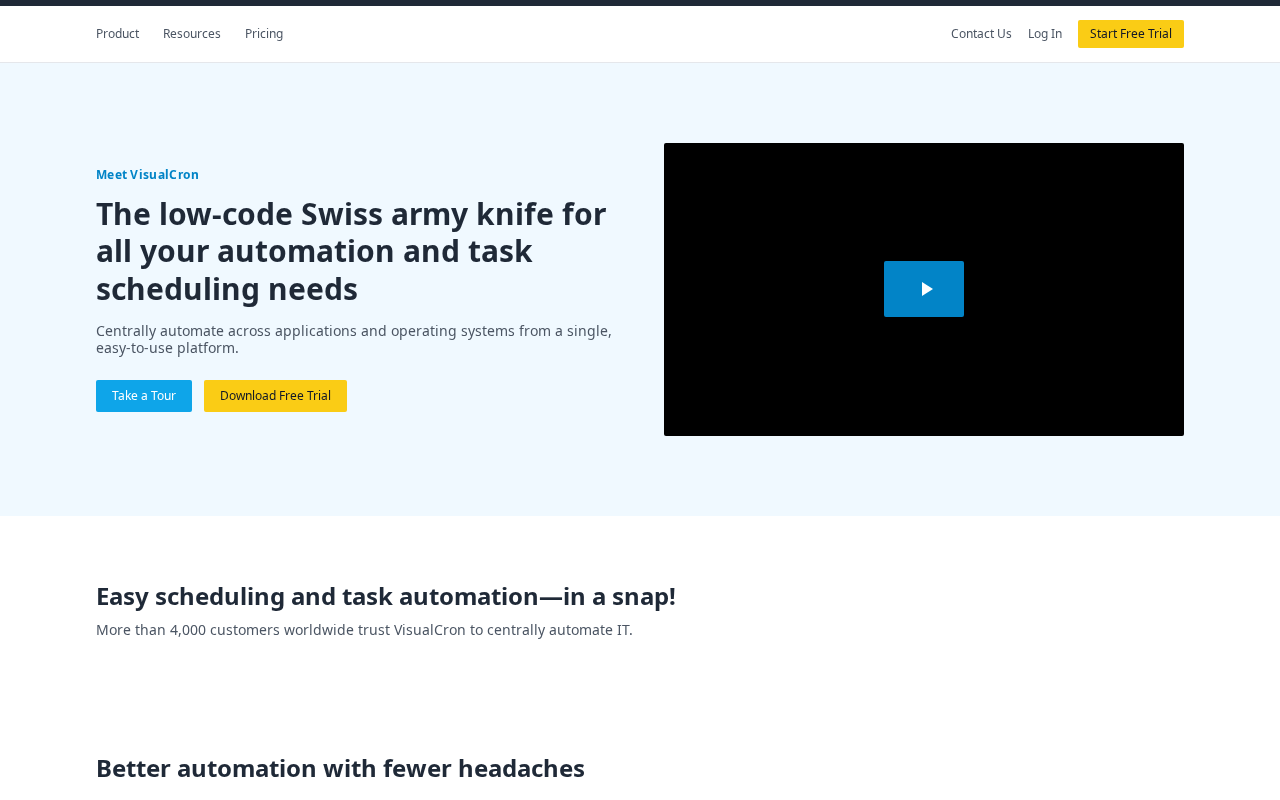 Product
Resources
Pricing
Contact Us
Log In
Start Free Trial
Meet VisualCron
The low-code Swiss army knife for
all your automation and task
scheduling needs
Centrally automate across applications and operating systems from a single,
easy-to-use platform.
Take a Tour
Download Free Trial
Easy scheduling and task automation—in a snap!
More than 4,000 customers worldwide trust VisualCron to centrally automate IT.
Better automation with fewer headaches